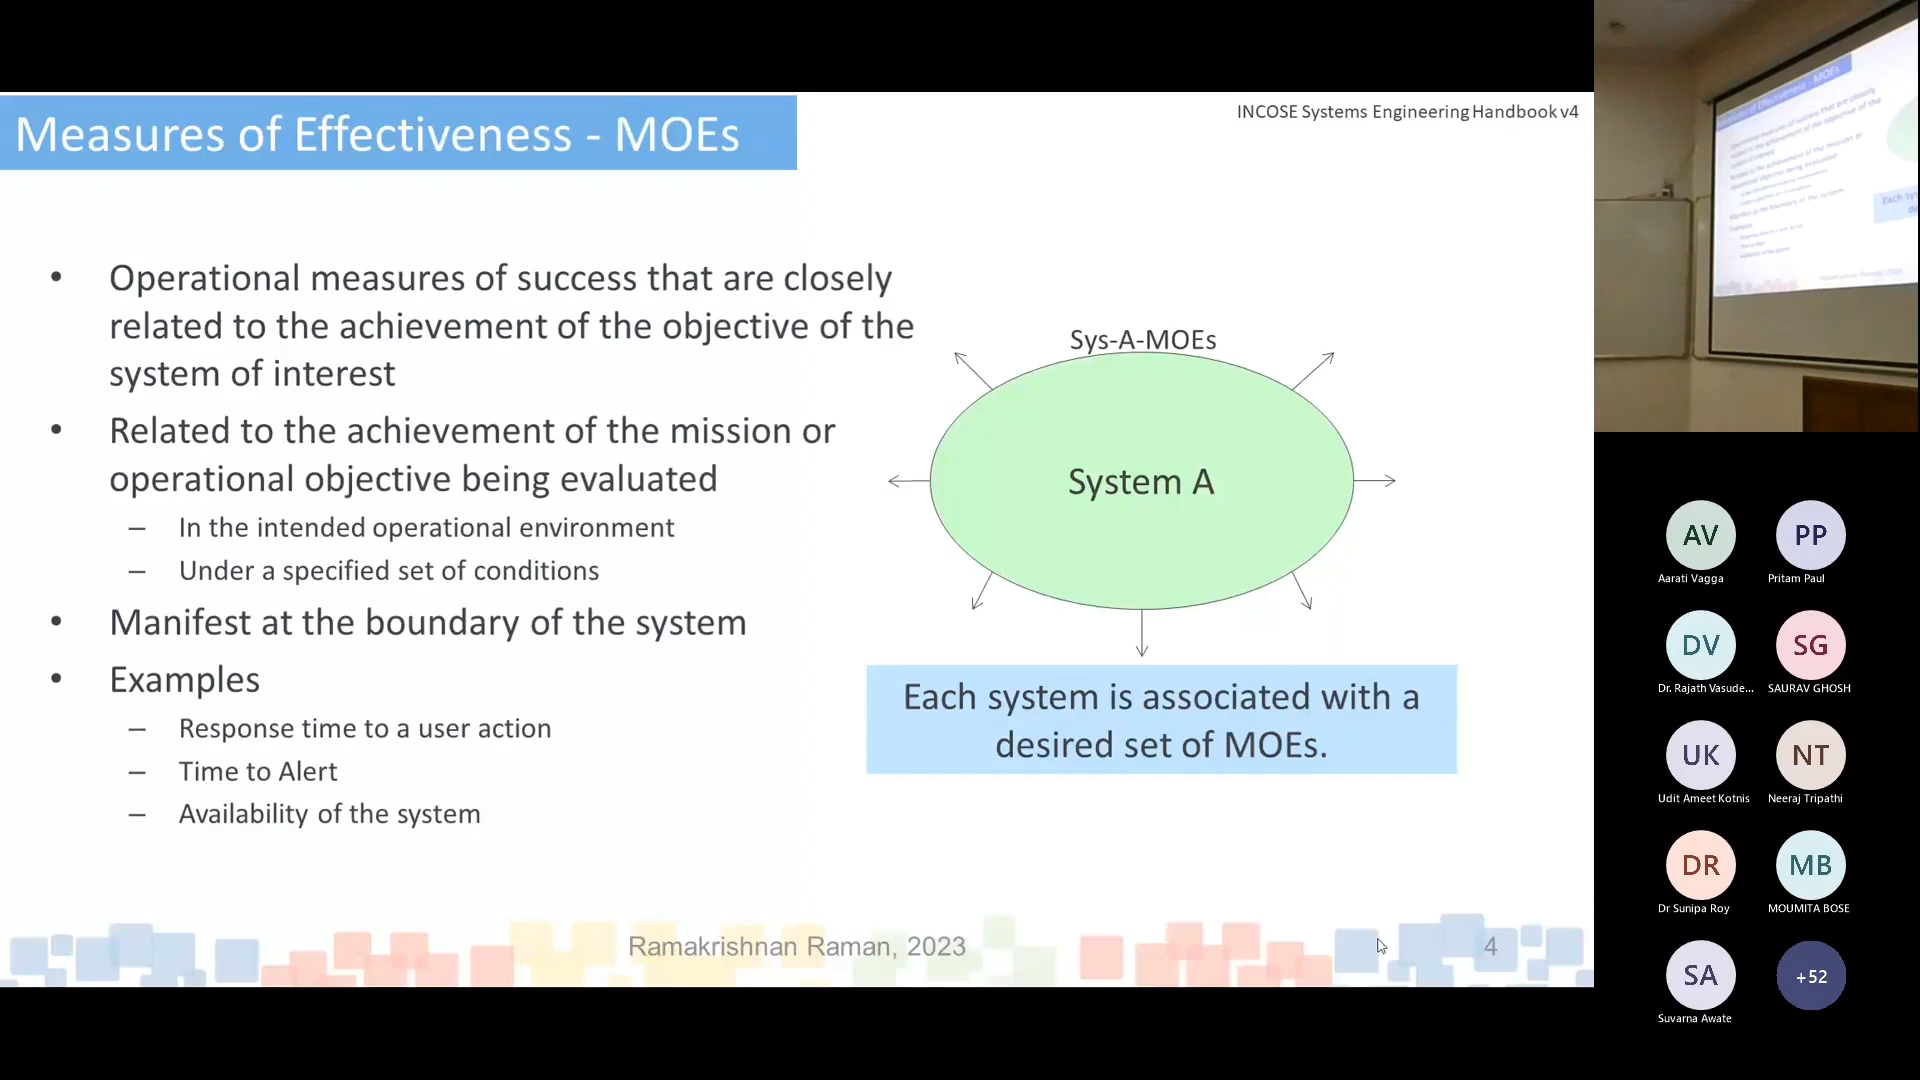 Measures of Effectiveness - MOEs
INCOSE Systems Engineering Handbook v4
• Operational measures of success that are closely
related to the achievement of the objective of the
system of interest
• Related to the achievement of the mission or
operational objective being evaluated
– In the intended operational environment
– Under a specified set of conditions
• Manifest at the boundary of the system
• Examples
– Response time to a user action
– Time to Alert
– Availability of the system
Sys-A-MOEs
System A
Each system is associated with a
desired set of MOEs.
Ramakrishnan Raman, 2023
4
AV
Aarati Vagga
PP
Pritam Paul
DV
Dr. Rajath Vasude...
SG
SAURAV GHOSH
UK
Udit Ameet Kotnis
NT
Neeraj Tripathi
DR
Dr Sunipa Roy
MB
MOUMITA BOSE
SA
Suvarna Awate
+52